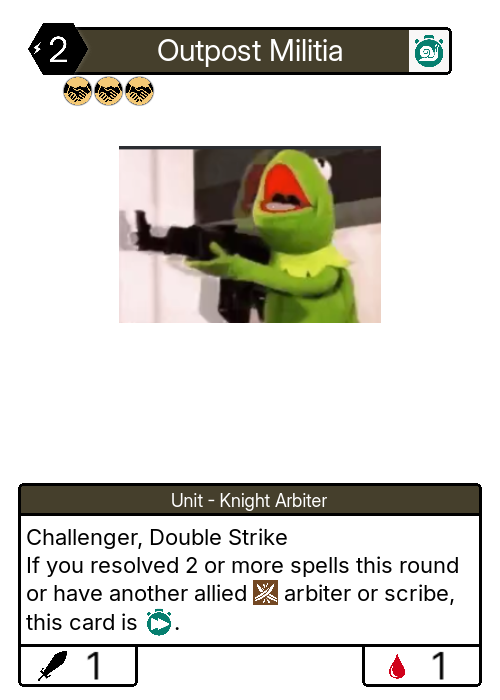 2 Outpost Militia
Unit - Knight Arbiter
Challenger, Double Strike
If you resolved 2 or more spells this round
or have another allied arbiter or scribe,
this card is .
1 1